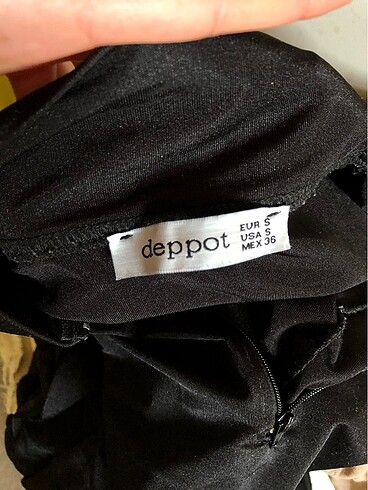 deppot
EUR S
USA S
MEX 36